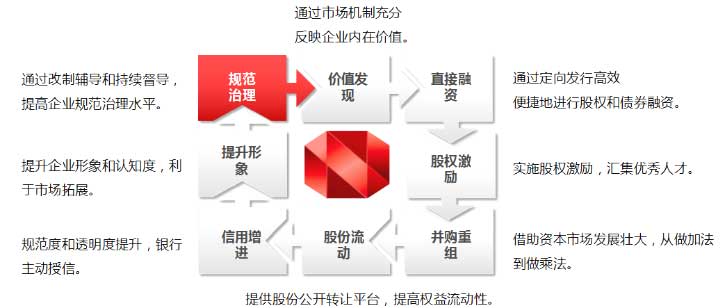 通过市场机制充分
反映企业内在价值。
通过改制辅导和持续督导，
提高企业规范治理水平。
规范
治理
价值发
现
直接融
资
通过定向发行高效
便捷地进行股权和债券融资。
提升企业形象和认知度，利
于市场拓展。
提升形
象
股权激
励
实施股权激励，汇集优秀人才。
规范度和透明度提升，银行
主动授信。
信用增
进
股份流
动
并购重
组
借助资本市场发展壮大，从做加法
到做乘法。
提供股份公开转让平台，提高权益流动性。